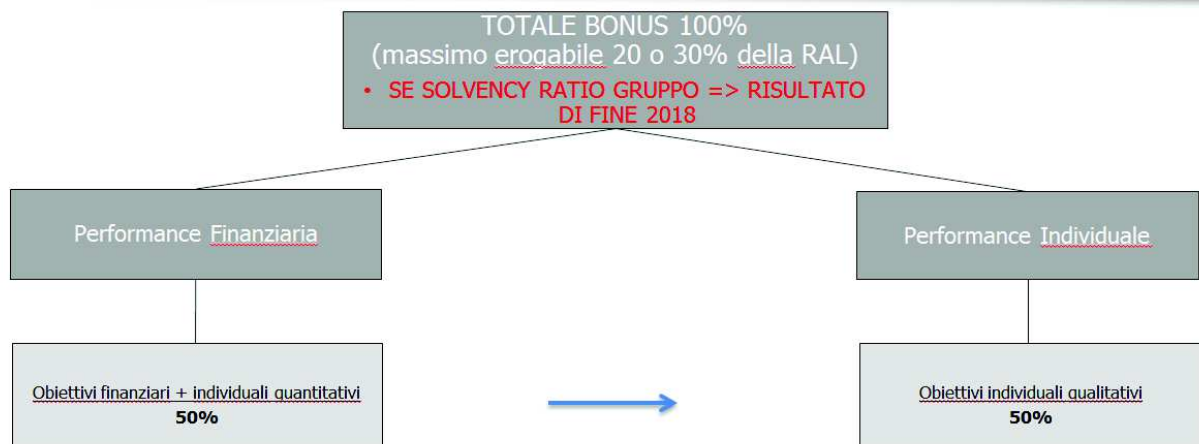 TOTALE BONUS 100%
(massimo erogabile 20 o 30% della RAL)
• SE SOLVENCY RATIO GRUPPO => RISULTATO
DI FINE 2018
Performance Finanziaria
Performance Individuale
Obiettivi finanziari + individuali quantitativi
50%
Obiettivi individuali qualitativi
50%